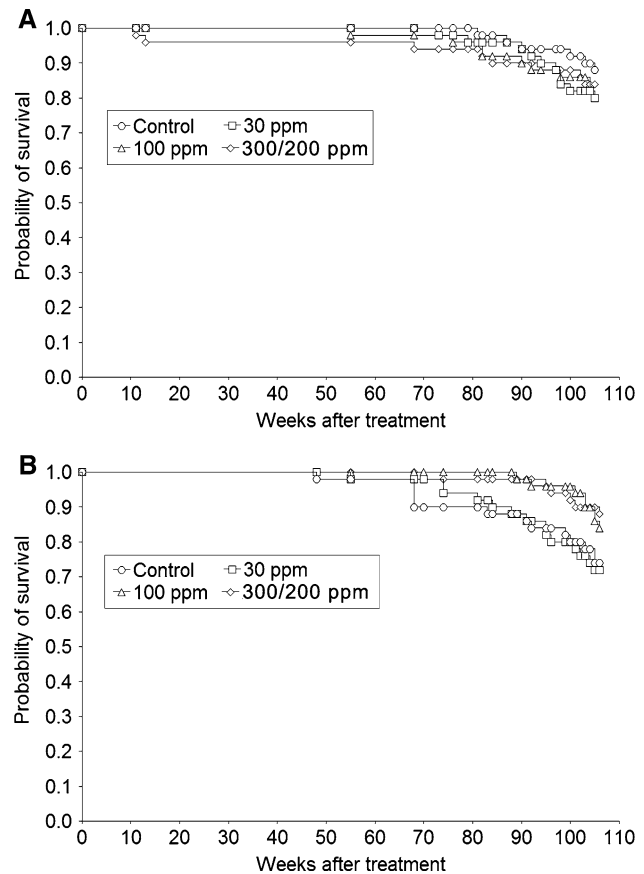 A
Probability of survival
1.0
0.9
0.8
0.7
0.6
0.5
0.4
0.3
0.2
0.1
0.0
Control 30 ppm
100 ppm 300/200 ppm
0 10 20 30 40 50 60 70 80 90 100 110
Weeks after treatment
B
Probability of survival
1.0
0.9
0.8
0.7
0.6
0.5
0.4
0.3
0.2
0.1
0.0
Control 30 ppm
100 ppm 300/200 ppm
0 10 20 30 40 50 60 70 80 90 100 110
Weeks after treatment